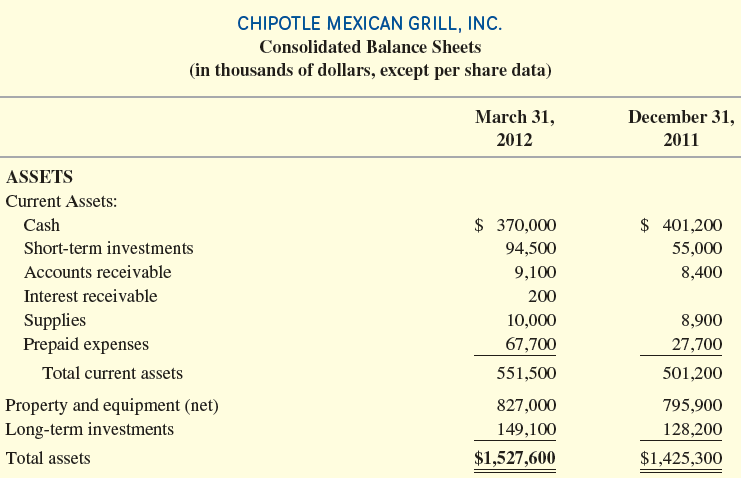 CHIPOTLE MEXICAN GRILL, INC.
Consolidated Balance Sheets
(in thousands of dollars, except per share data)
March 31, 2012 December 31, 2011
ASSETS
Current Assets:
Cash $ 370,000 $ 401,200
Short-term investments 94,500 55,000
Accounts receivable 9,100 8,400
Interest receivable 200
Supplies 10,000 8,900
Prepaid expenses 67,700 27,700
Total current assets 551,500 501,200
Property and equipment (net) 827,000 795,900
Long-term investments 149,100 128,200
Total assets $1,527,600 $1,425,300